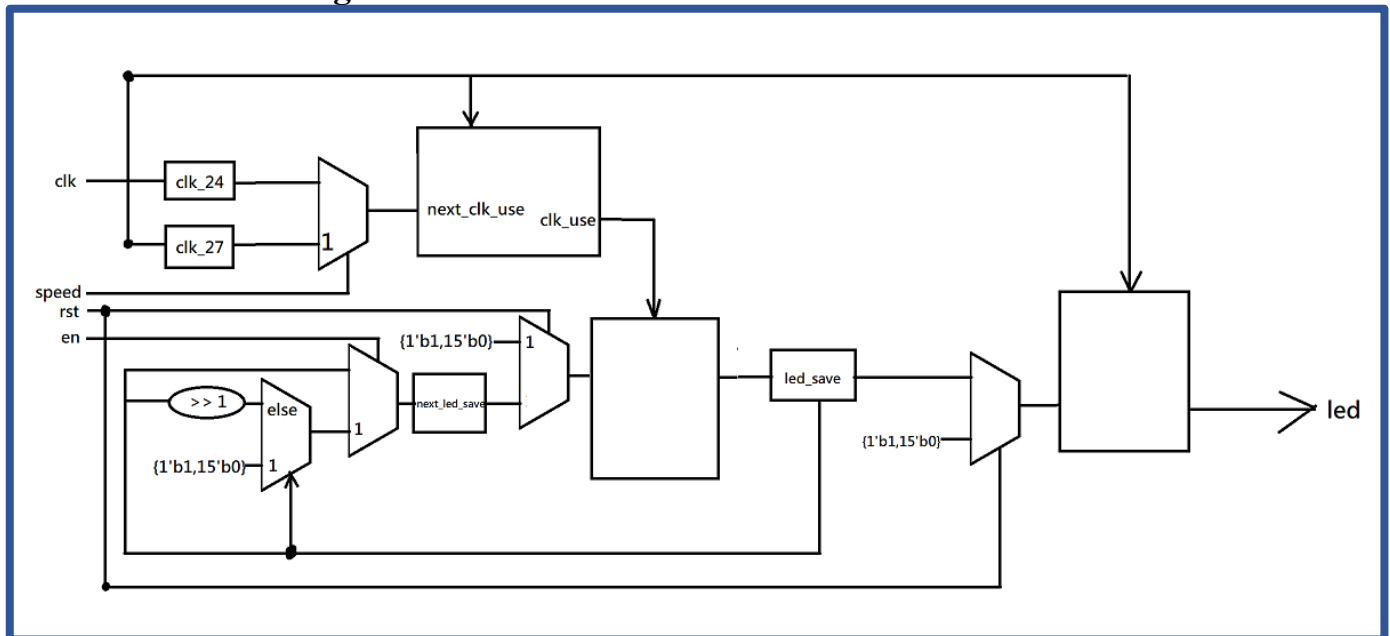 clk
clk_24
next_clk_use
clk_use
clk_27
1
speed
rst
en
{1'b1,15'b0}
1
>> 1
else
next_led_save
1
{1'b1,15'b0}
1
led_save
{1'b1,15'b0}
led